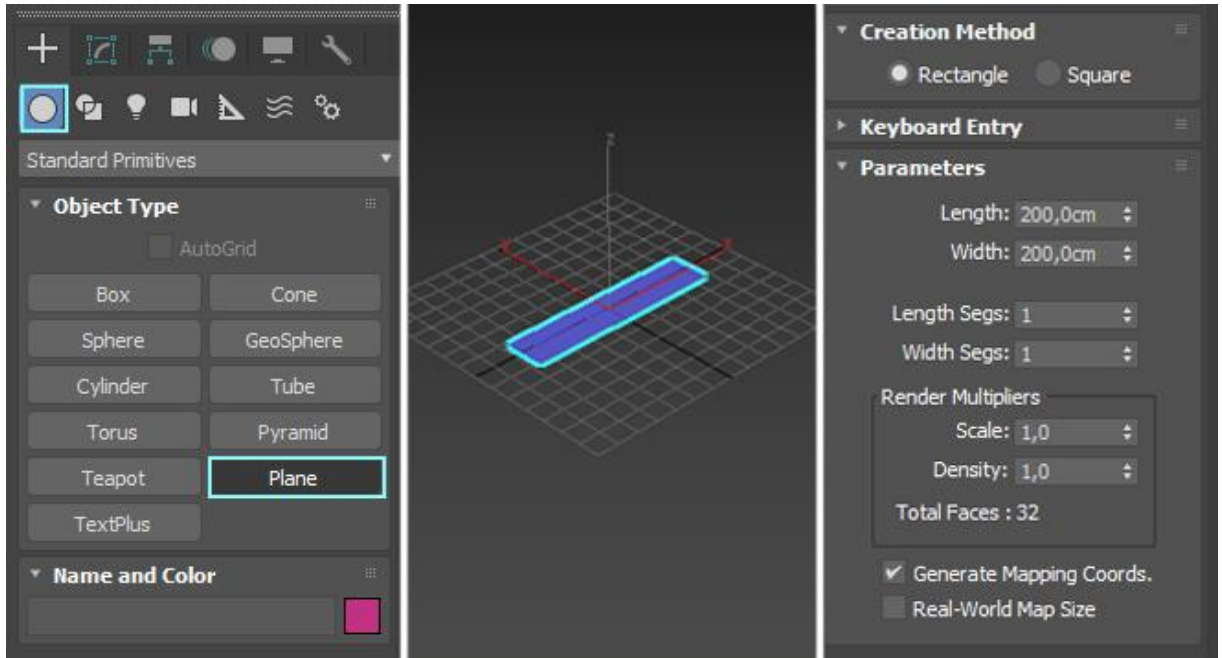 Standard Primitives
Object Type
AutoGrid
Box Cone
Sphere GeoSphere
Cylinder Tube
Torus Pyramid
Teapot Plane
TextPlus
Name and Color
z
Creation Method
Rectangle Square
Keyboard Entry
Parameters
Length: 200,0cm
Width: 200,0cm
Length Segs: 1
Width Segs: 1
Render Multipliers
Scale: 1,0
Density: 1,0
Total Faces : 32
Generate Mapping Coords.
Real-World Map Size